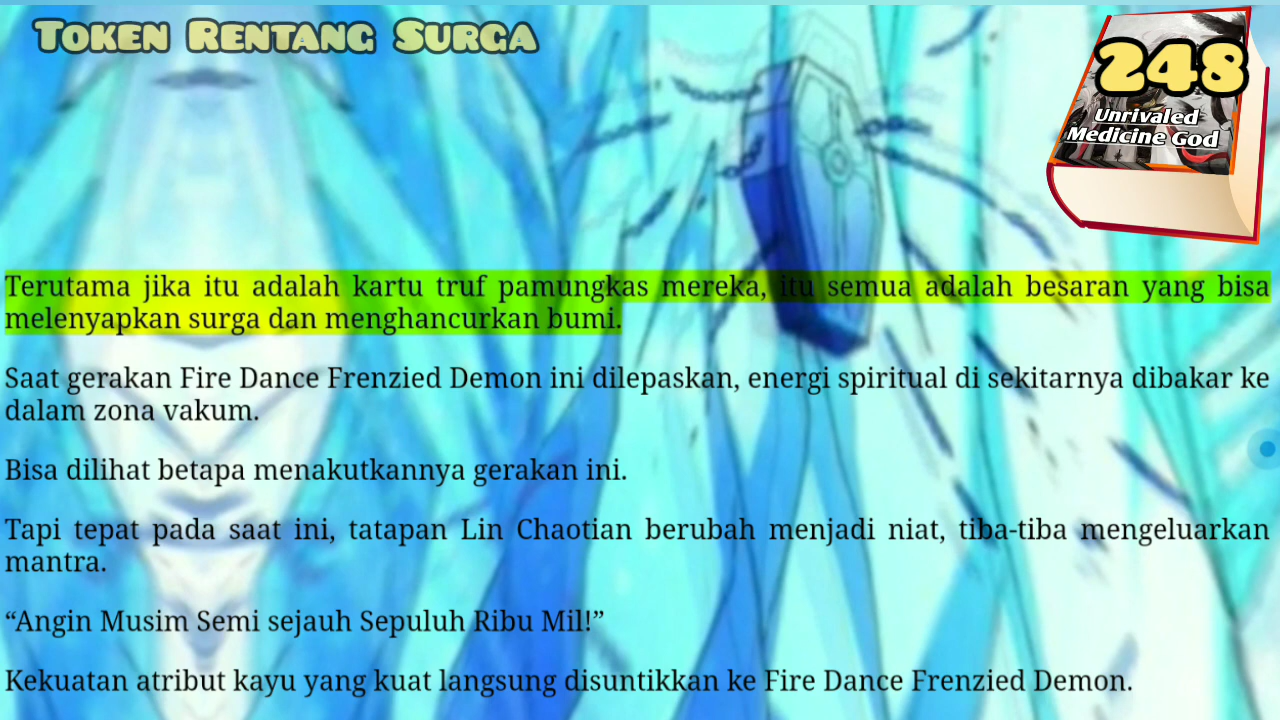 Token Rentang Surga
248
Unrivaled
Medicine God
Terutama jika itu adalah kartu truf pamungkas mereka, itu semua adalah besaran yang bisa
melenyapkan surga dan menghancurkan bumi.
Saat gerakan Fire Dance Frenzied Demon ini dilepaskan, energi spiritual di sekitarnya dibakar ke
dalam zona vakum.
Bisa dilihat betapa menakutkannya gerakan ini.
Tapi tepat pada saat ini, tatapan Lin Chaotian berubah menjadi niat, tiba-tiba mengeluarkan
mantra.
“Angin Musim Semi sejauh Sepuluh Ribu Mil!”
Kekuatan atribut kayu yang kuat langsung disuntikkan ke Fire Dance Frenzied Demon.